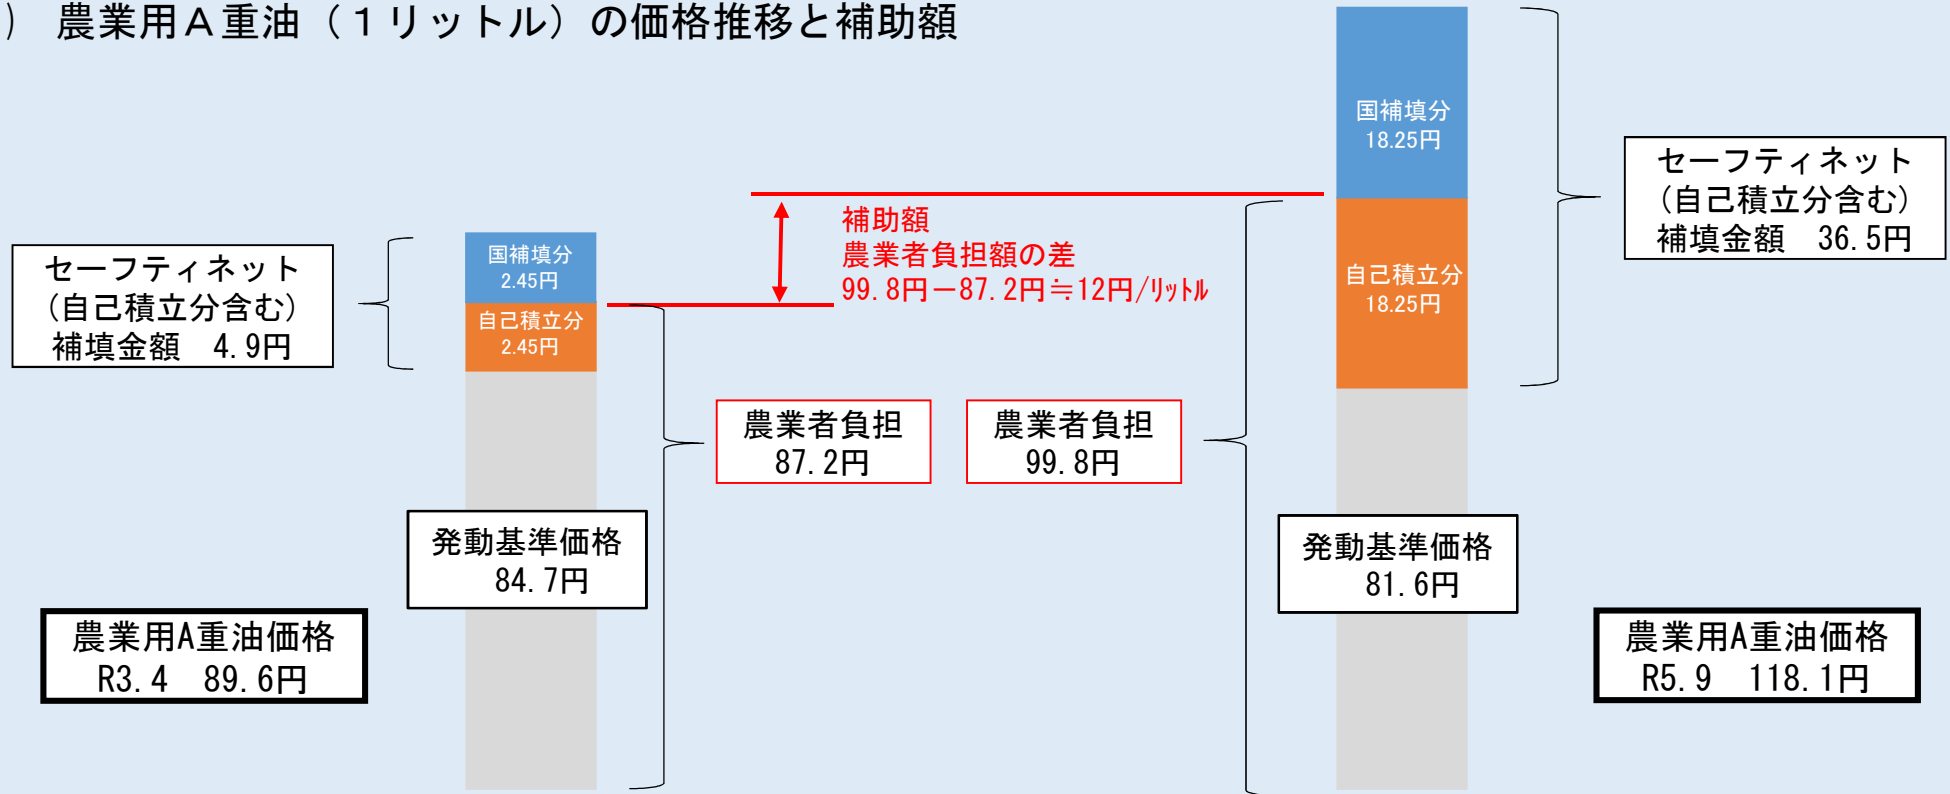 ） 農業用Ａ重油（１リットル）の価格推移と補助額
国補填分
18.25円
自己積立分
18.25円
セーフティネット
(自己積立分含む)
補填金額　36.5円
補助額
農業者負担額の差
99.8円－87.2円≒12円/ﾘｯﾄﾙ
セーフティネット
(自己積立分含む)
補填金額　4.9円
国補填分
2.45円
自己積立分
2.45円
農業者負担
87.2円
農業者負担
99.8円
発動基準価格
84.7円
発動基準価格
81.6円
農業用A重油価格
R3.4　89.6円
農業用A重油価格
R5.9　118.1円